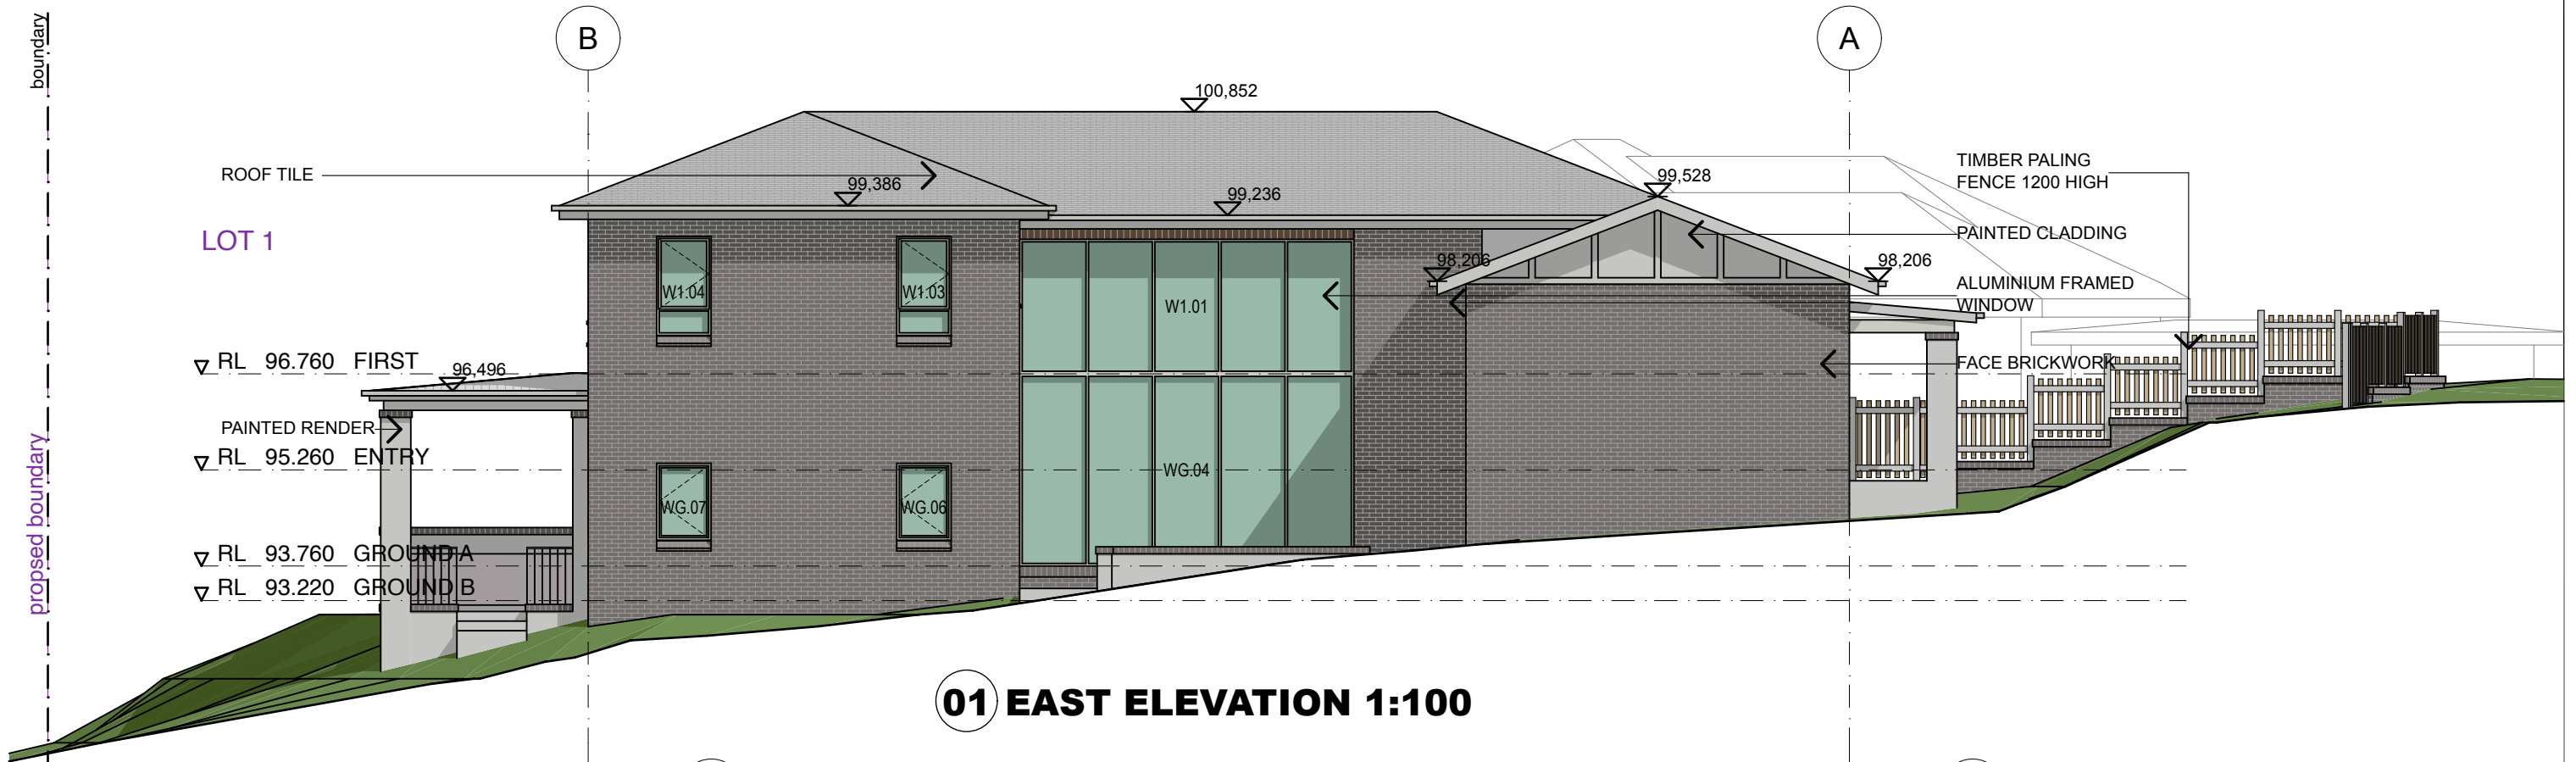 boundary
B
A
100,852
ROOF TILE
99,386
99,236
99,528
TIMBER PALING
FENCE 1200 HIGH
LOT 1
PAINTED CLADDING
98,206
98,206
ALUMINIUM FRAMED
WINDOW
W1.04
W1.03
W1.01
RL 96.760 FIRST
96,496
FACE BRICKWORK
PAINTED RENDER
RL 95.260 ENTRY
WG.04
WG.07
WG.06
proposed boundary
RL 93.760 GROUND A
RL 93.220 GROUND B
01 EAST ELEVATION 1:100